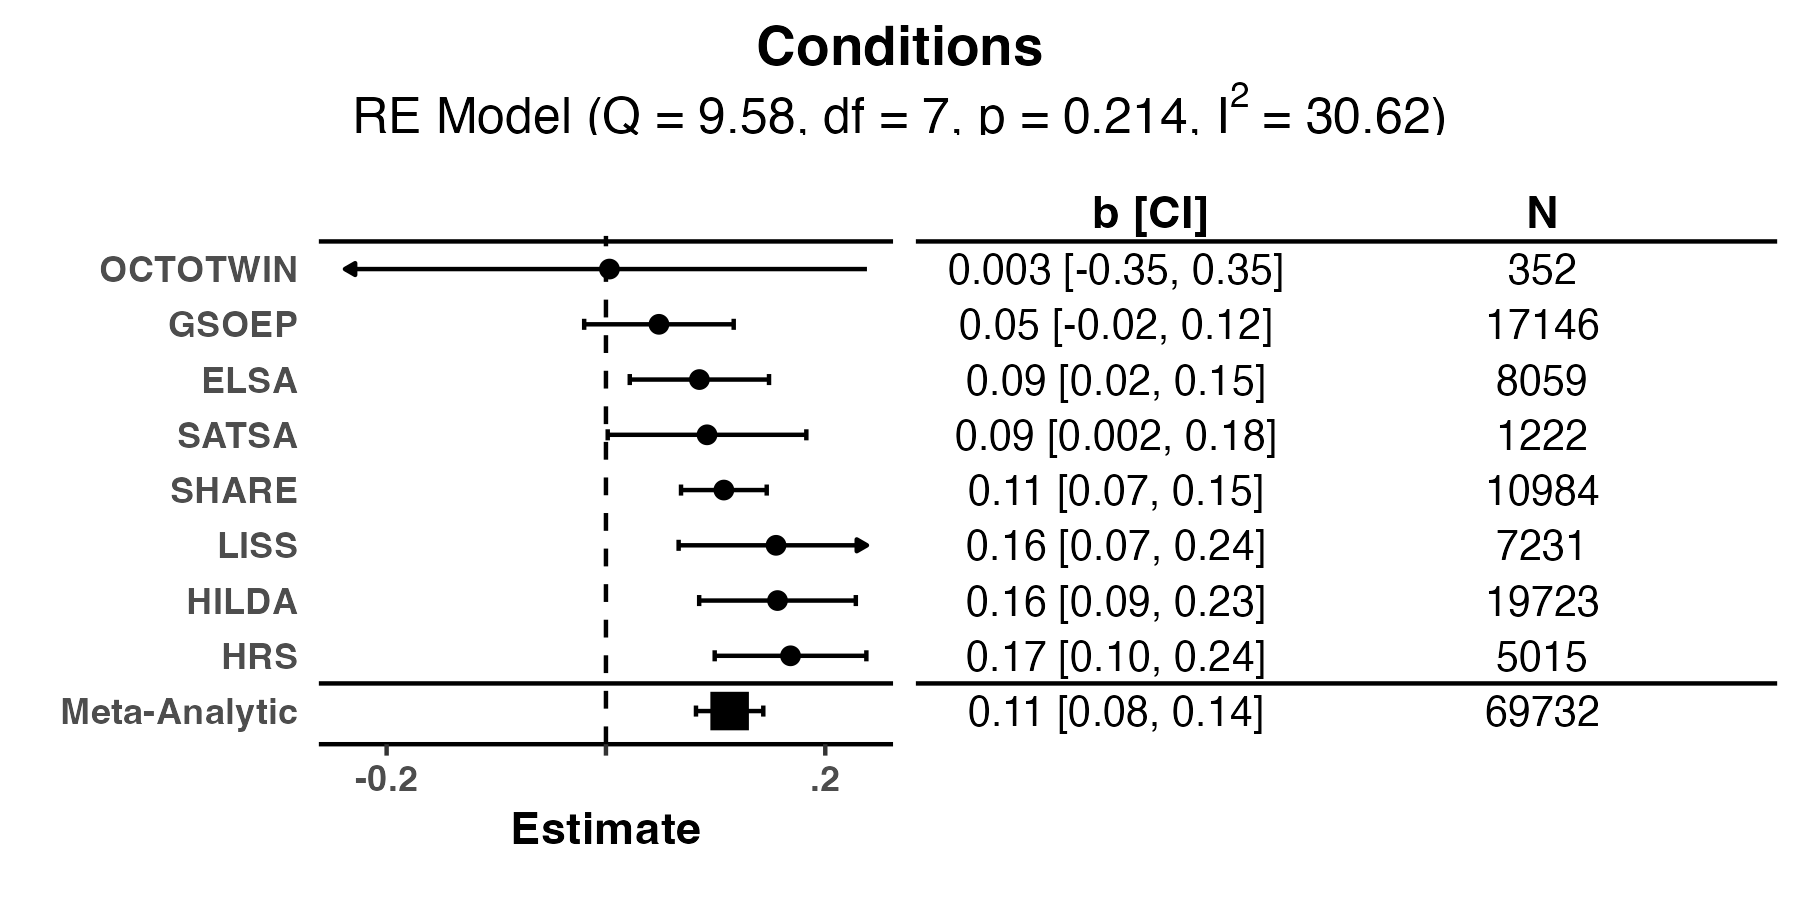 Conditions
RE Model (Q = 9.58, df = 7, p = 0.214, I² = 30.62)
b [CI] N
OCTOTWIN 0.003 [-0.35, 0.35] 352
GSOEP 0.05 [-0.02, 0.12] 17146
ELSA 0.09 [0.02, 0.15] 8059
SATSA 0.09 [0.002, 0.18] 1222
SHARE 0.11 [0.07, 0.15] 10984
LISS 0.16 [0.07, 0.24] 7231
HILDA 0.16 [0.09, 0.23] 19723
HRS 0.17 [0.10, 0.24] 5015
Meta-Analytic 0.11 [0.08, 0.14] 69732
-0.2 .2
Estimate